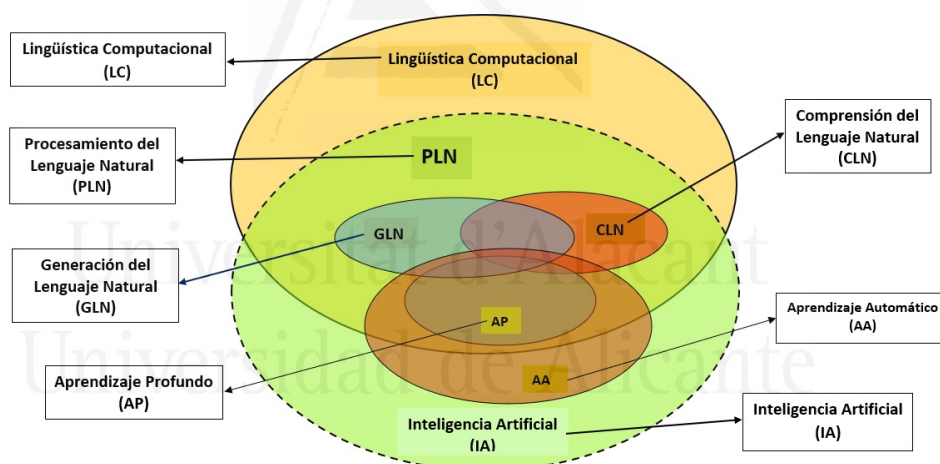 Lingüística Computacional
(LC)
Lingüística Computacional
(LC)
Procesamiento del
Lenguaje Natural
(PLN)
PLN
Comprensión del
Lenguaje Natural
(CLN)
GLN
CLN
Universitat d'Alacant
Generación del
Lenguaje Natural
(GLN)
AP
Aprendizaje Automático
(AA)
Universidad de Alicante
Aprendizaje Profundo
(AP)
AA
Inteligencia Artificial
(IA)
Inteligencia Artificial
(IA)